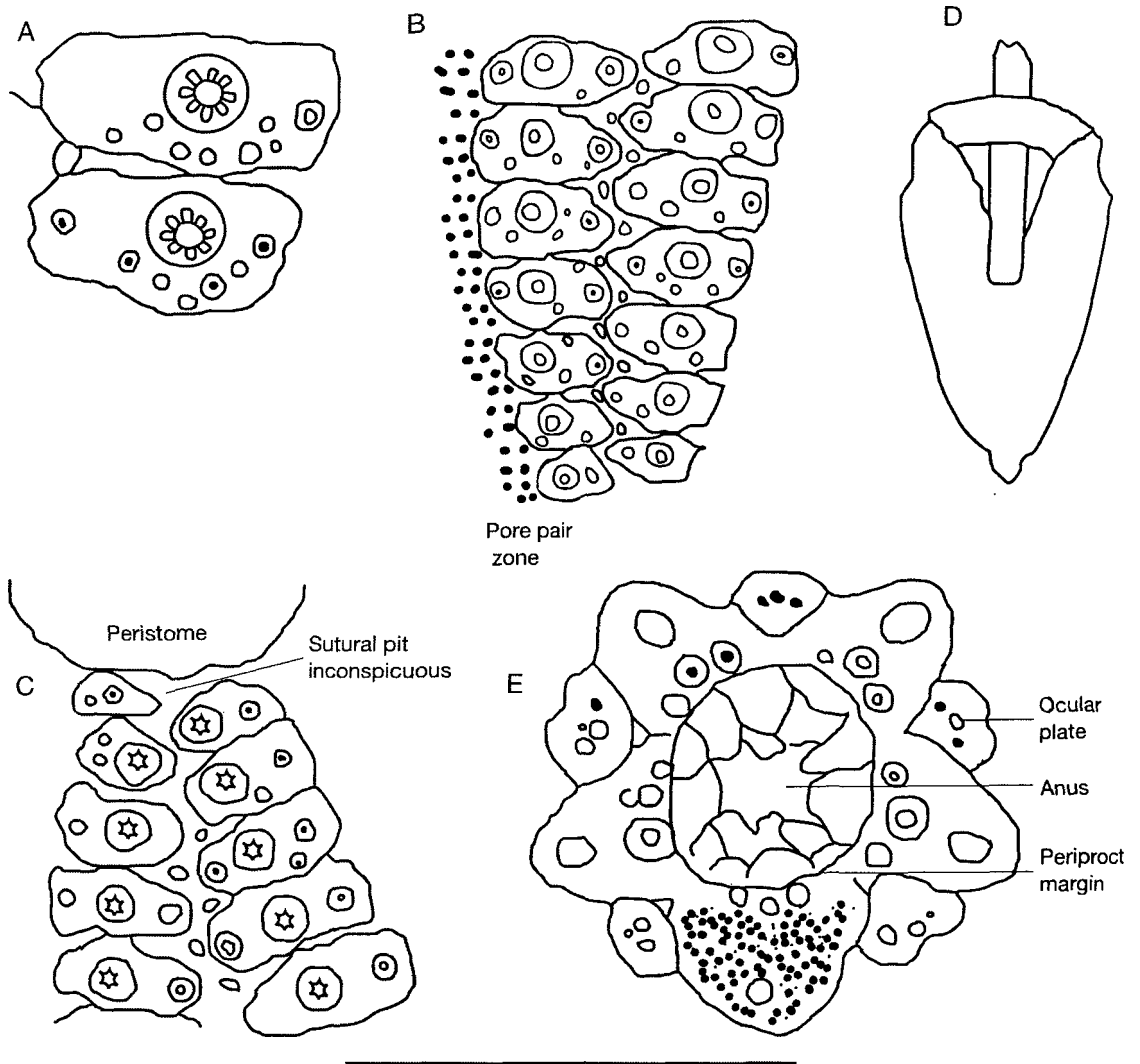 A
B
D
Pore pair
zone
Peristome
Sutural pit
inconspicuous
C
E
Ocular
plate
Anus
Periproct
margin